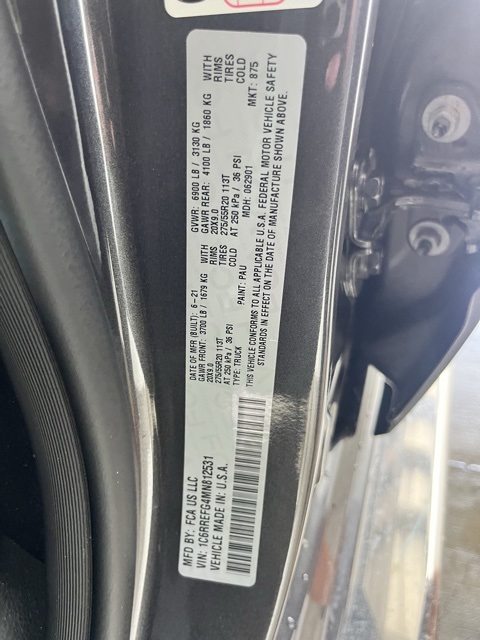 MFD BY: FCA US LLC
DATE OF MFR (BUILT): 6-21
GVWR: 6900 LB / 3130 KG
GAWR FRONT: 3700 LB / 1679 KG WITH
20X9.0 RIMS
275/55R20 113T TIRES
AT 250 kPa / 36 PSI COLD
GAWR REAR: 4100 LB / 1860 KG WITH
20X9.0 RIMS
275/55R20 113T TIRES
AT 250 kPa / 36 PSI COLD
VIN: 1C6RREFG4MN812531
TYPE: TRUCK
PAINT: PAU
MDH: 062901
MKT: 875
VEHICLE MADE IN: U.S.A.
THIS VEHICLE CONFORMS TO ALL APPLICABLE U.S.A. FEDERAL MOTOR VEHICLE SAFETY
STANDARDS IN EFFECT ON THE DATE OF MANUFACTURE SHOWN ABOVE.